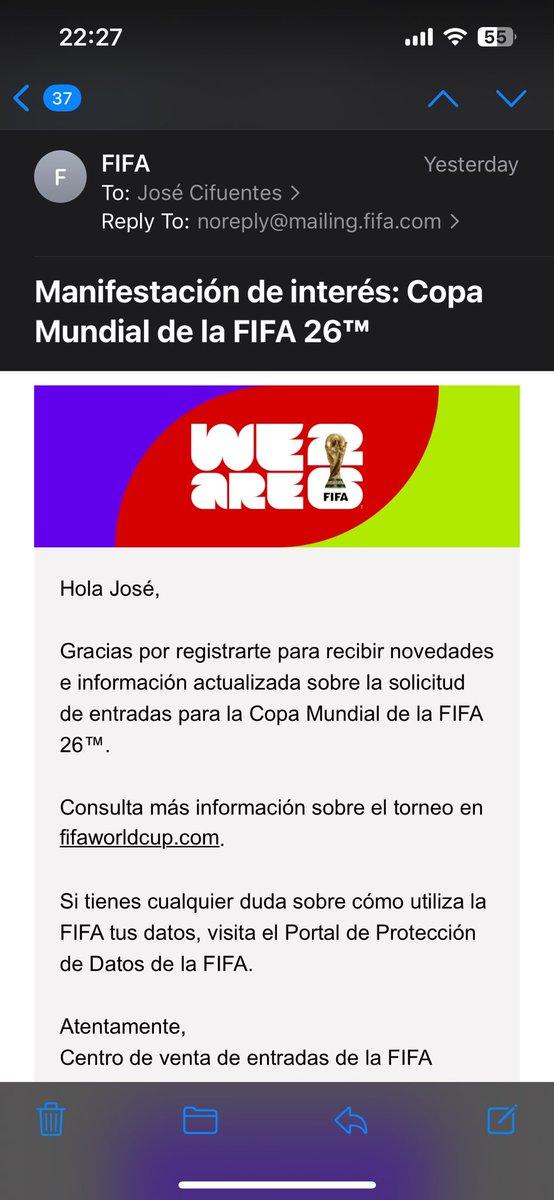 22:27
55
37
F
FIFA
Yesterday
To: José Cifuentes
Reply To: noreply@mailing.fifa.com
Manifestación de interés: Copa
Mundial de la FIFA 26™
WE 2
ARE 6
FIFA
Hola José,
Gracias por registrarte para recibir novedades
e información actualizada sobre la solicitud
de entradas para la Copa Mundial de la FIFA
26™.
Consulta más información sobre el torneo en
fifaworldcup.com.
Si tienes cualquier duda sobre cómo utiliza la
FIFA tus datos, visita el Portal de Protección
de Datos de la FIFA.
Atentamente,
Centro de venta de entradas de la FIFA